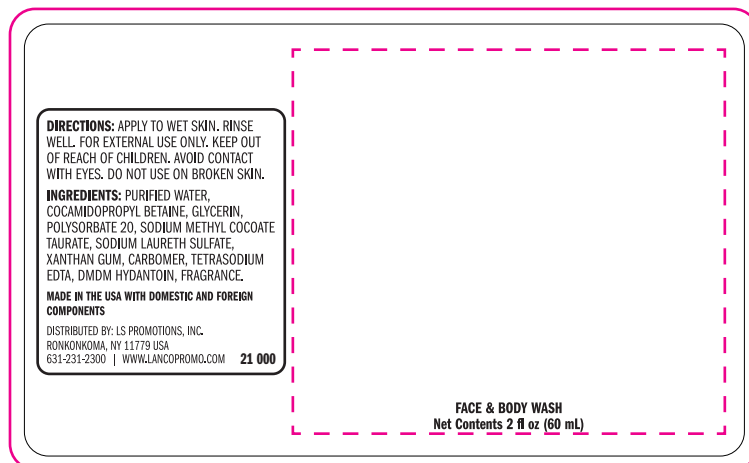 DIRECTIONS: APPLY TO WET SKIN. RINSE
WELL. FOR EXTERNAL USE ONLY. KEEP OUT
OF REACH OF CHILDREN. AVOID CONTACT
WITH EYES. DO NOT USE ON BROKEN SKIN.
INGREDIENTS: PURIFIED WATER,
COCAMIDOPROPYL BETAINE, GLYCERIN,
POLYSORBATE 20, SODIUM METHYL COCOATE
TAURATE, SODIUM LAURETH SULFATE,
XANTHAN GUM, CARBOMER, TETRASODIUM
EDTA, DMDM HYDANTOIN, FRAGRANCE.
MADE IN THE USA WITH DOMESTIC AND FOREIGN
COMPONENTS
DISTRIBUTED BY: LS PROMOTIONS, INC.
RONKONKOMA, NY 11779 USA
631-231-2300 | WWW.LANCOPROMO.COM 21 000
FACE & BODY WASH
Net Contents 2 fl oz (60 mL)